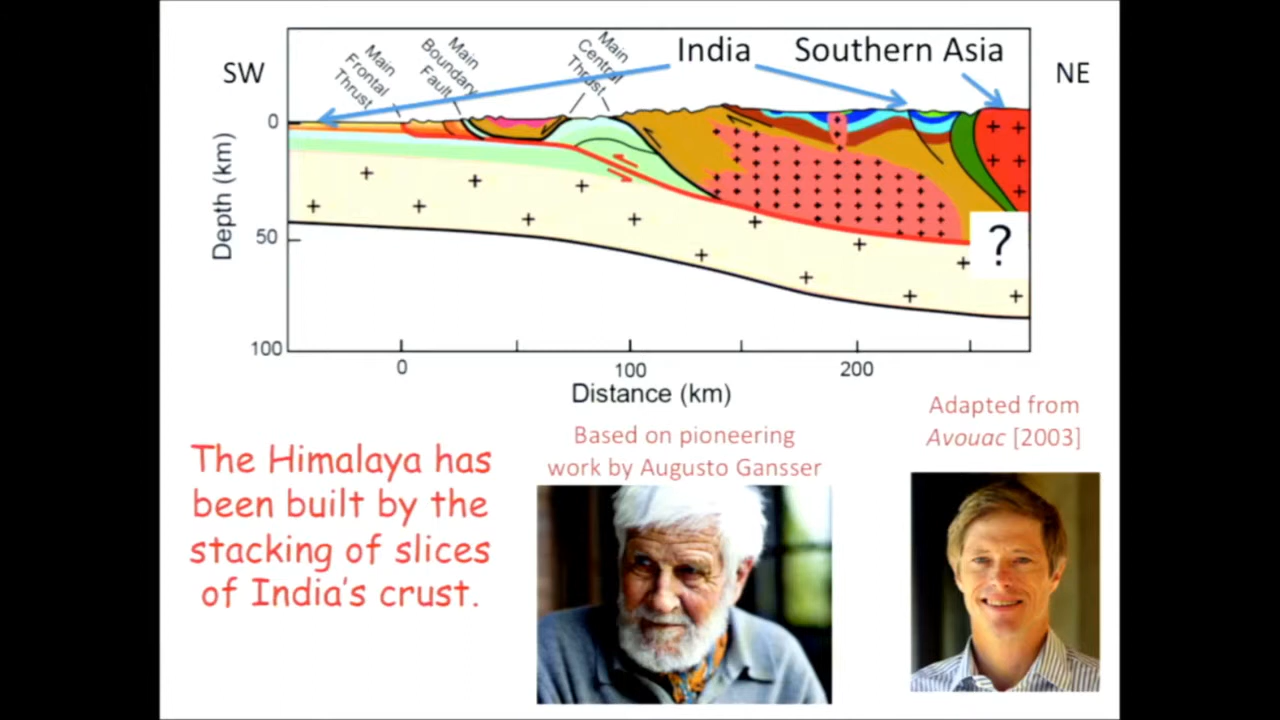 India Southern Asia
SW
NE
Main
Frontal
Thrust
Main
Boundary
Fault
Main
Central
Thrust
0
50
100
Depth (km)
?
0 100 200
Distance (km)
Adapted from
Avouac [2003]
Based on pioneering
work by Augusto Gansser
The Himalaya has
been built by the
stacking of slices
of India's crust.